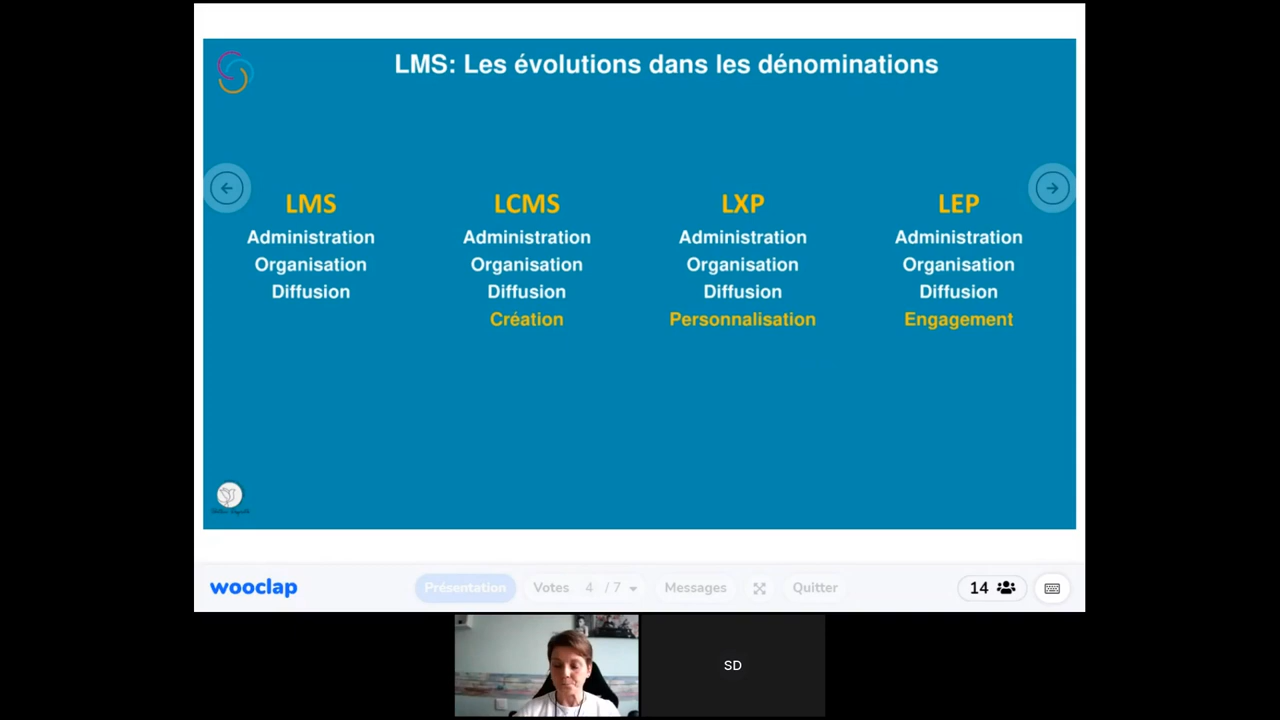 LMS: Les évolutions dans les dénominations
LMS
Administration
Organisation
Diffusion
LCMS
Administration
Organisation
Diffusion
Création
LXP
Administration
Organisation
Diffusion
Personnalisation
LEP
Administration
Organisation
Diffusion
Engagement
wooclap
Présentation
Votes 4 / 7
Messages
Quitter
14
SD